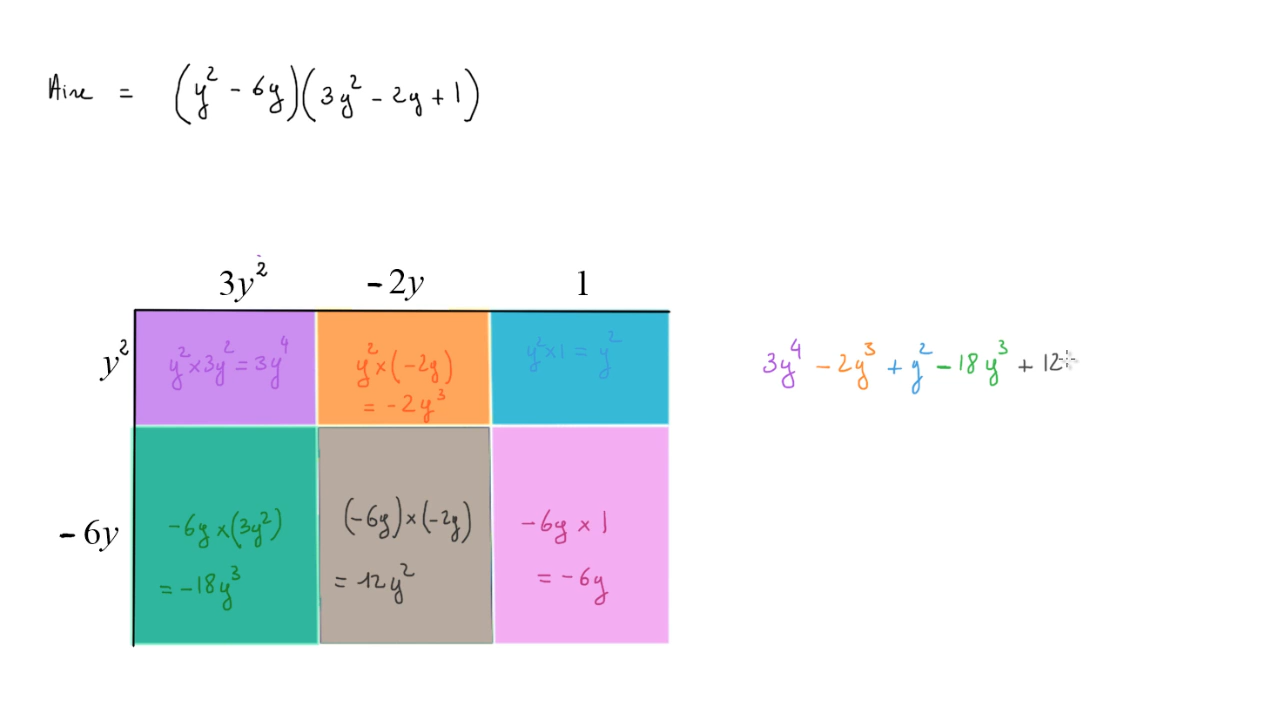 Aire = (y² - 6y)(3y² - 2y + 1)
3y² - 2y 1
y² y² × 3y² = 3y⁴ y² × (-2y) = -2y³ y² × 1 = y²
3y⁴ - 2y³ + y² - 18y³ + 12
- 6y -6y × (3y²) = -18y³ (-6y) × (-2y) = 12y² -6y × 1 = -6y